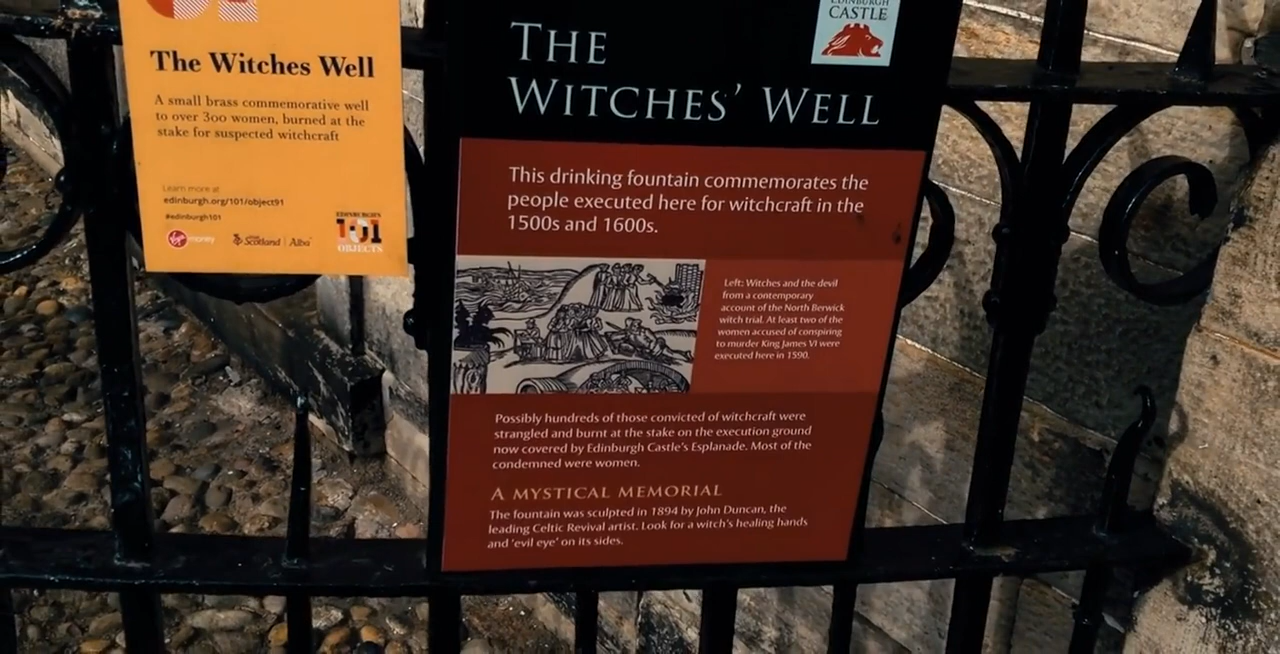 The Witches Well
A small brass commemorative well
to over 300 women, burned at the
stake for suspected witchcraft
Learn more at
edinburgh.org/101/object91
#edinburgh101
Virgin money
Scotland | Alba
EDINBURGH'S
101
OBJECTS
EDINBURGH
CASTLE
THE
WITCHES' WELL
This drinking fountain commemorates the
people executed here for witchcraft in the
1500s and 1600s.
Left: Witches and the devil
from a contemporary
account of the North Berwick
witch trial. At least two of the
women accused of conspiring
to murder King James VI were
executed here in 1590.
Possibly hundreds of those convicted of witchcraft were
strangled and burnt at the stake on the execution ground
now covered by Edinburgh Castle's Esplanade. Most of the
condemned were women.
A MYSTICAL MEMORIAL
The fountain was sculpted in 1894 by John Duncan, the
leading Celtic Revival artist. Look for a witch's healing hands
and 'evil eye' on its sides.